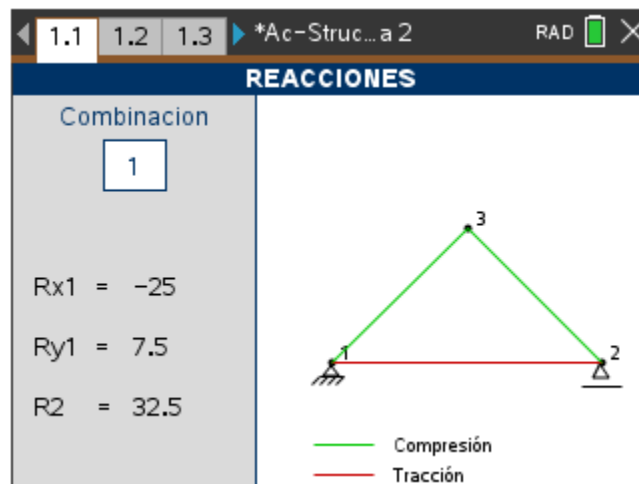 1.1 1.2 1.3 *Ac-Struc...a 2 RAD
REACCIONES
Combinacion
1
Rx1 = -25
Ry1 = 7.5
R2 = 32.5
3
1
2
Compresión
Tracción